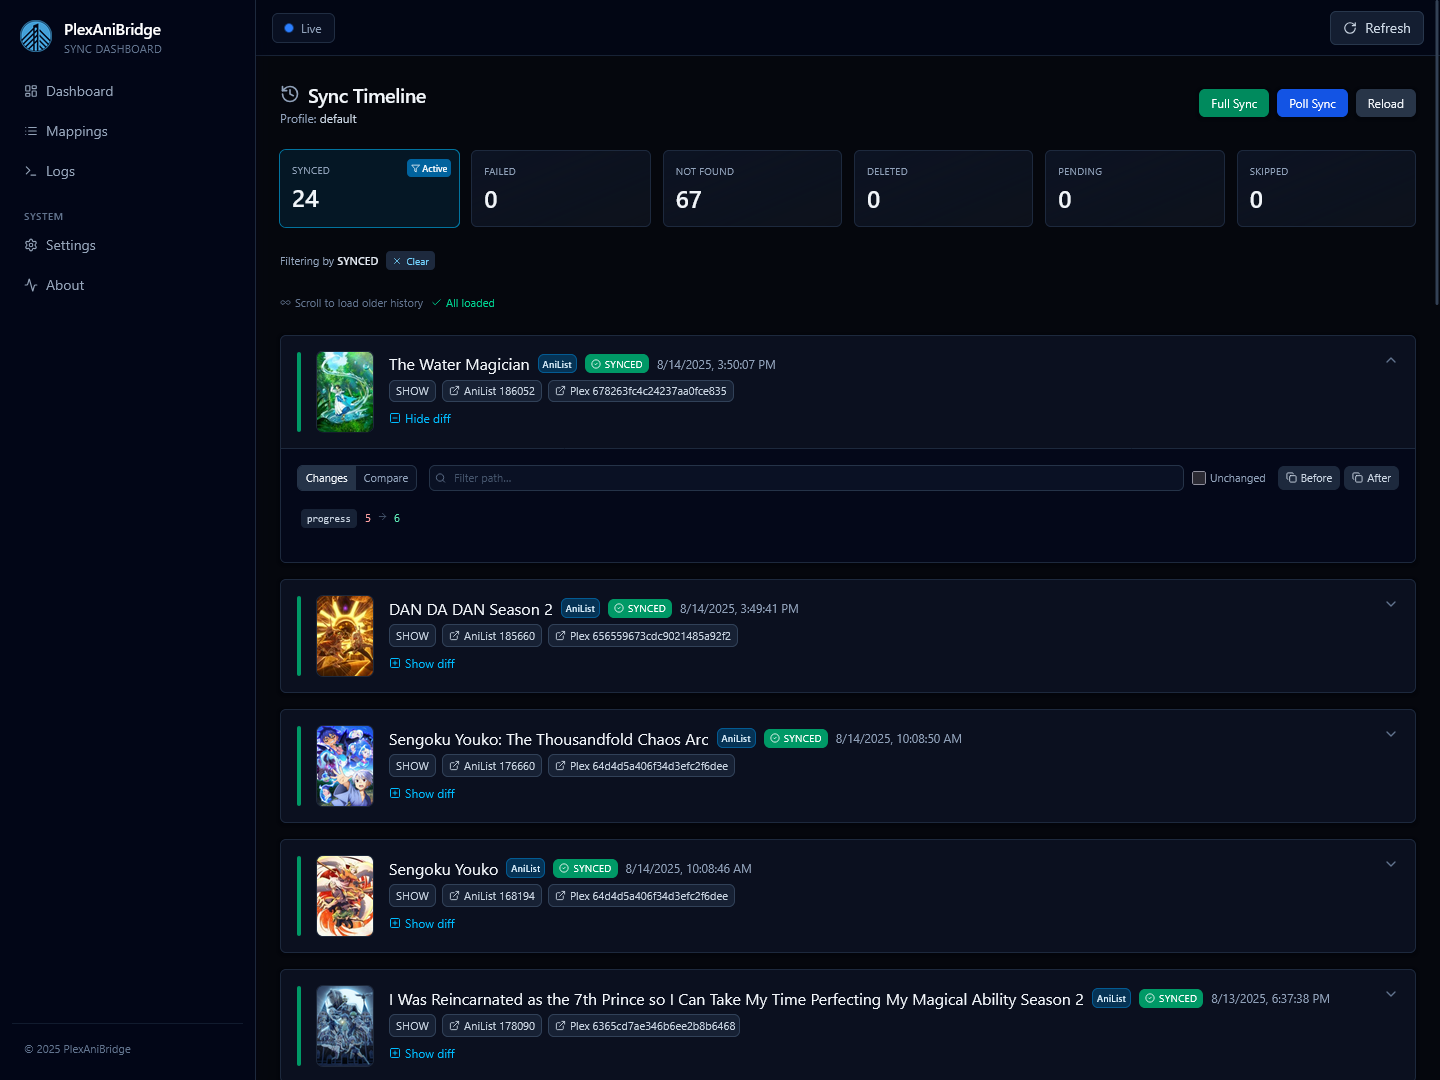 PlexAniBridge
SYNC DASHBOARD
Dashboard
Mappings
Logs
SYSTEM
Settings
About
© 2025 PlexAniBridge
Live
Refresh
Sync Timeline
Profile: default
Full Sync
Poll Sync
Reload
SYNCED
Active
24
FAILED
0
NOT FOUND
67
DELETED
0
PENDING
0
SKIPPED
0
Filtering by SYNCED
Clear
Scroll to load older history
All loaded
The Water Magician AniList SYNCED 8/14/2025, 3:50:07 PM
SHOW AniList 186052 Plex 678263fc4c24237aa0fce835
Hide diff
Changes Compare Filter path... Unchanged Before After
progress 5 → 6
DAN DA DAN Season 2 AniList SYNCED 8/14/2025, 3:49:41 PM
SHOW AniList 185660 Plex 656559673cdc9021485a92f2
Show diff
Sengoku Youko: The Thousandfold Chaos Arc AniList SYNCED 8/14/2025, 10:08:50 AM
SHOW AniList 176660 Plex 64d4d5a406f34d3efc2f6dee
Show diff
Sengoku Youko AniList SYNCED 8/14/2025, 10:08:46 AM
SHOW AniList 168194 Plex 64d4d5a406f34d3efc2f6dee
Show diff
I Was Reincarnated as the 7th Prince so I Can Take My Time Perfecting My Magical Ability Season 2 AniList SYNCED 8/13/2025, 6:37:38 PM
SHOW AniList 178090 Plex 6365cd7ae346b6ee2b8b6468
Show diff